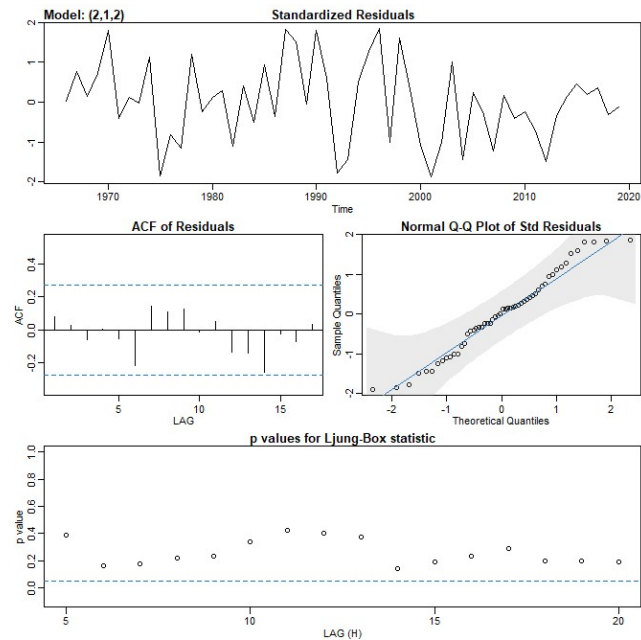 Model: (2,1,2) Standardized Residuals
2
1
0
-1
-2
1970 1980 1990 2000 2010 2020
Time
ACF of Residuals
ACF
0.4
0.2
0.0
-0.2
5 10 15
LAG
Normal Q-Q Plot of Std Residuals
Sample Quantiles
2
1
0
-1
-2
-2 -1 0 1 2
Theoretical Quantiles
p values for Ljung-Box statistic
p value
1.0
0.8
0.6
0.4
0.2
0.0
5 10 15 20
LAG (H)